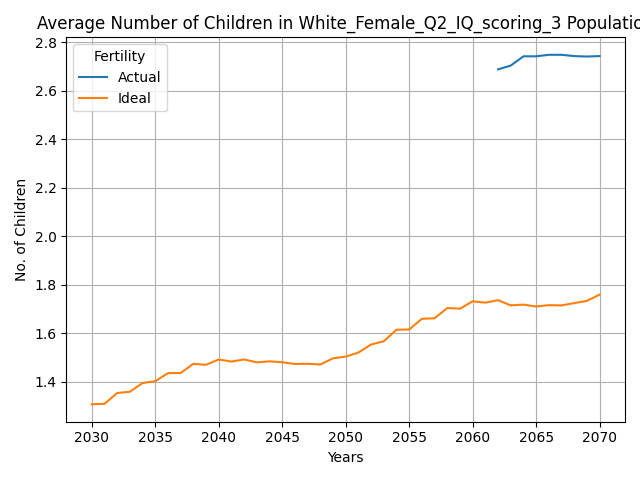 Average Number of Children in White_Female_Q2_IQ_scoring_3 Populatio
Fertility
Actual
Ideal
2.8
2.6
2.4
2.2
2.0
1.8
1.6
1.4
No. of Children
2030 2035 2040 2045 2050 2055 2060 2065 2070
Years